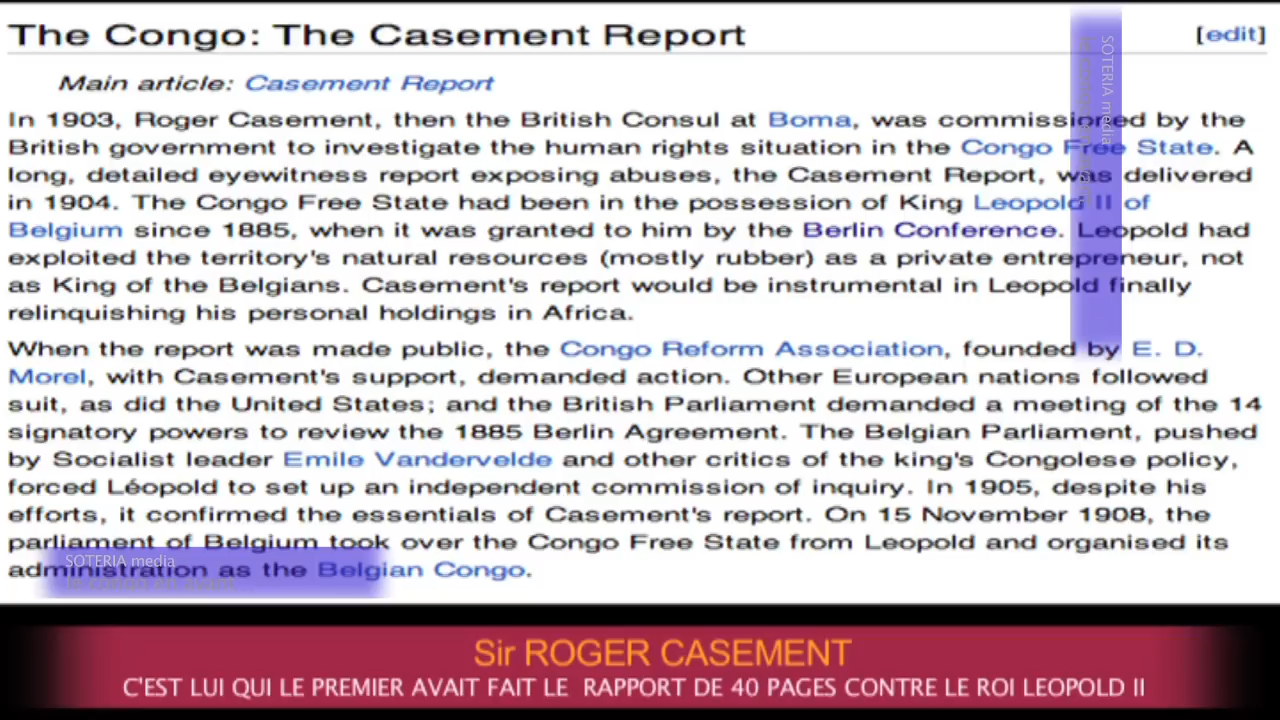 The Congo: The Casement Report
[edit]
Main article: Casement Report
In 1903, Roger Casement, then the British Consul at Boma, was commissioned by the
British government to investigate the human rights situation in the Congo Free State. A
long, detailed eyewitness report exposing abuses, the Casement Report, was delivered
in 1904. The Congo Free State had been in the possession of King Leopold II of
Belgium since 1885, when it was granted to him by the Berlin Conference. Leopold had
exploited the territory's natural resources (mostly rubber) as a private entrepreneur, not
as King of the Belgians. Casement's report would be instrumental in Leopold finally
relinquishing his personal holdings in Africa.
When the report was made public, the Congo Reform Association, founded by E. D.
Morel, with Casement's support, demanded action. Other European nations followed
suit, as did the United States; and the British Parliament demanded a meeting of the 14
signatory powers to review the 1885 Berlin Agreement. The Belgian Parliament, pushed
by Socialist leader Emile Vandervelde and other critics of the king's Congolese policy,
forced Léopold to set up an independent commission of inquiry. In 1905, despite his
efforts, it confirmed the essentials of Casement's report. On 15 November 1908, the
parliament of Belgium took over the Congo Free State from Leopold and organised its
administration as the Belgian Congo.
SOTERIA media
SOTERIA media
Sir ROGER CASEMENT
C'EST LUI QUI LE PREMIER AVAIT FAIT LE RAPPORT DE 40 PAGES CONTRE LE ROI LEOPOLD II